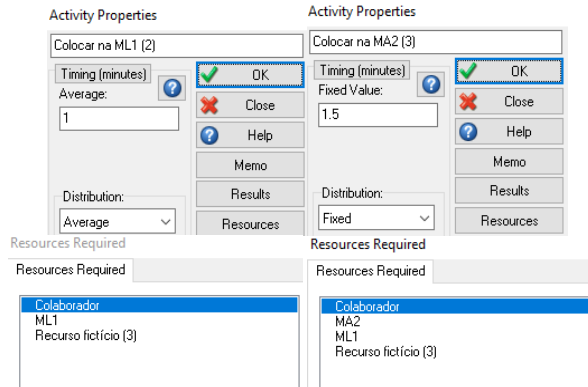 Activity Properties
Colocar na ML1 (2)
Timing (minutes)
Average:
1
OK
Close
Help
Memo
Distribution:
Results
Average
Resources
Resources Required
Resources Required
Colaborador
ML1
Recurso fictício (3)
Activity Properties
Colocar na MA2 (3)
Timing (minutes)
Fixed Value:
1.5
OK
Close
Help
Memo
Distribution:
Results
Fixed
Resources
Resources Required
Resources Required
Colaborador
MA2
ML1
Recurso fictício (3)